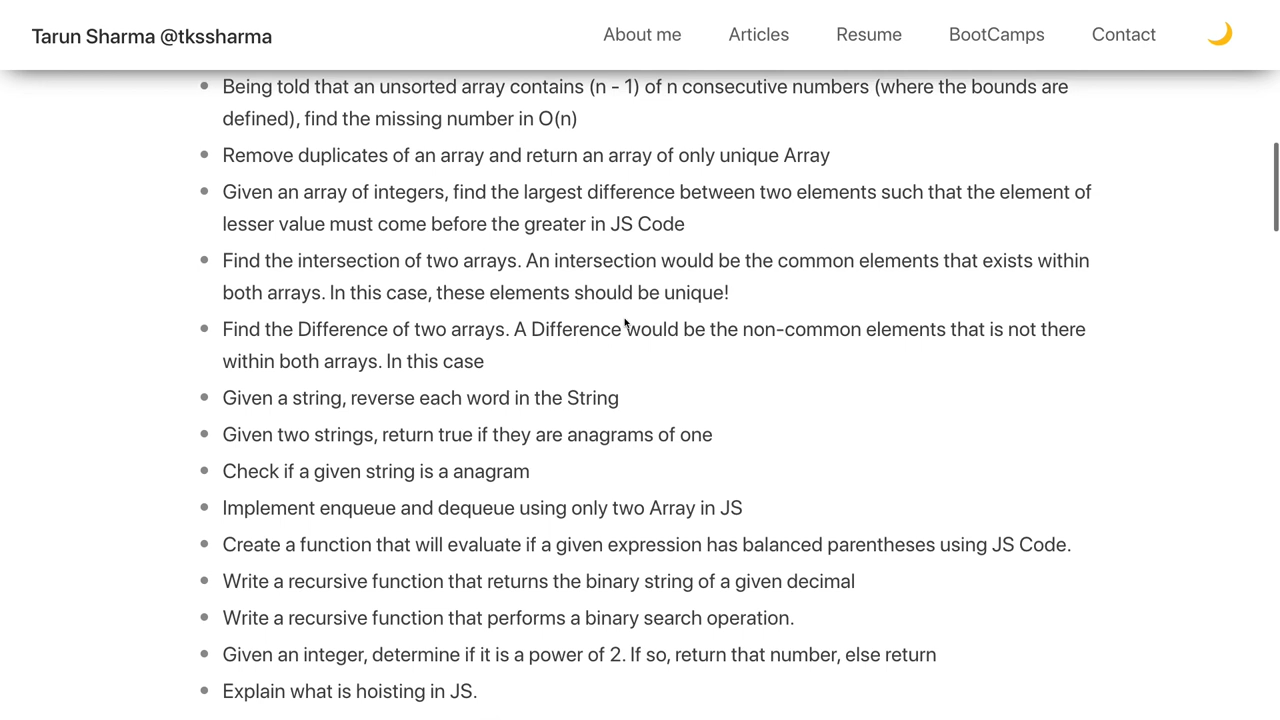 Tarun Sharma @tkssharma
About me Articles Resume BootCamps Contact
Being told that an unsorted array contains (n - 1) of n consecutive numbers (where the bounds are
defined), find the missing number in O(n)
Remove duplicates of an array and return an array of only unique Array
Given an array of integers, find the largest difference between two elements such that the element of
lesser value must come before the greater in JS Code
Find the intersection of two arrays. An intersection would be the common elements that exists within
both arrays. In this case, these elements should be unique!
Find the Difference of two arrays. A Difference would be the non-common elements that is not there
within both arrays. In this case
Given a string, reverse each word in the String
Given two strings, return true if they are anagrams of one
Check if a given string is a anagram
Implement enqueue and dequeue using only two Array in JS
Create a function that will evaluate if a given expression has balanced parentheses using JS Code.
Write a recursive function that returns the binary string of a given decimal
Write a recursive function that performs a binary search operation.
Given an integer, determine if it is a power of 2. If so, return that number, else return
Explain what is hoisting in JS.